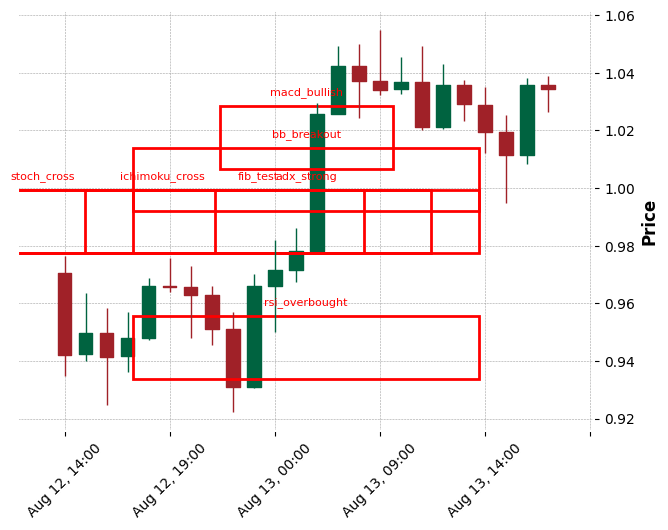 1.06
1.04
macd_bullish
1.02
bb_breakout
stoch_cross
ichimoku_cross
fib_test
adx_strong
1.00
Price
0.98
rsi_overbought
0.96
0.94
0.92
Aug 12, 14:00
Aug 12, 19:00
Aug 13, 00:00
Aug 13, 09:00
Aug 13, 14:00